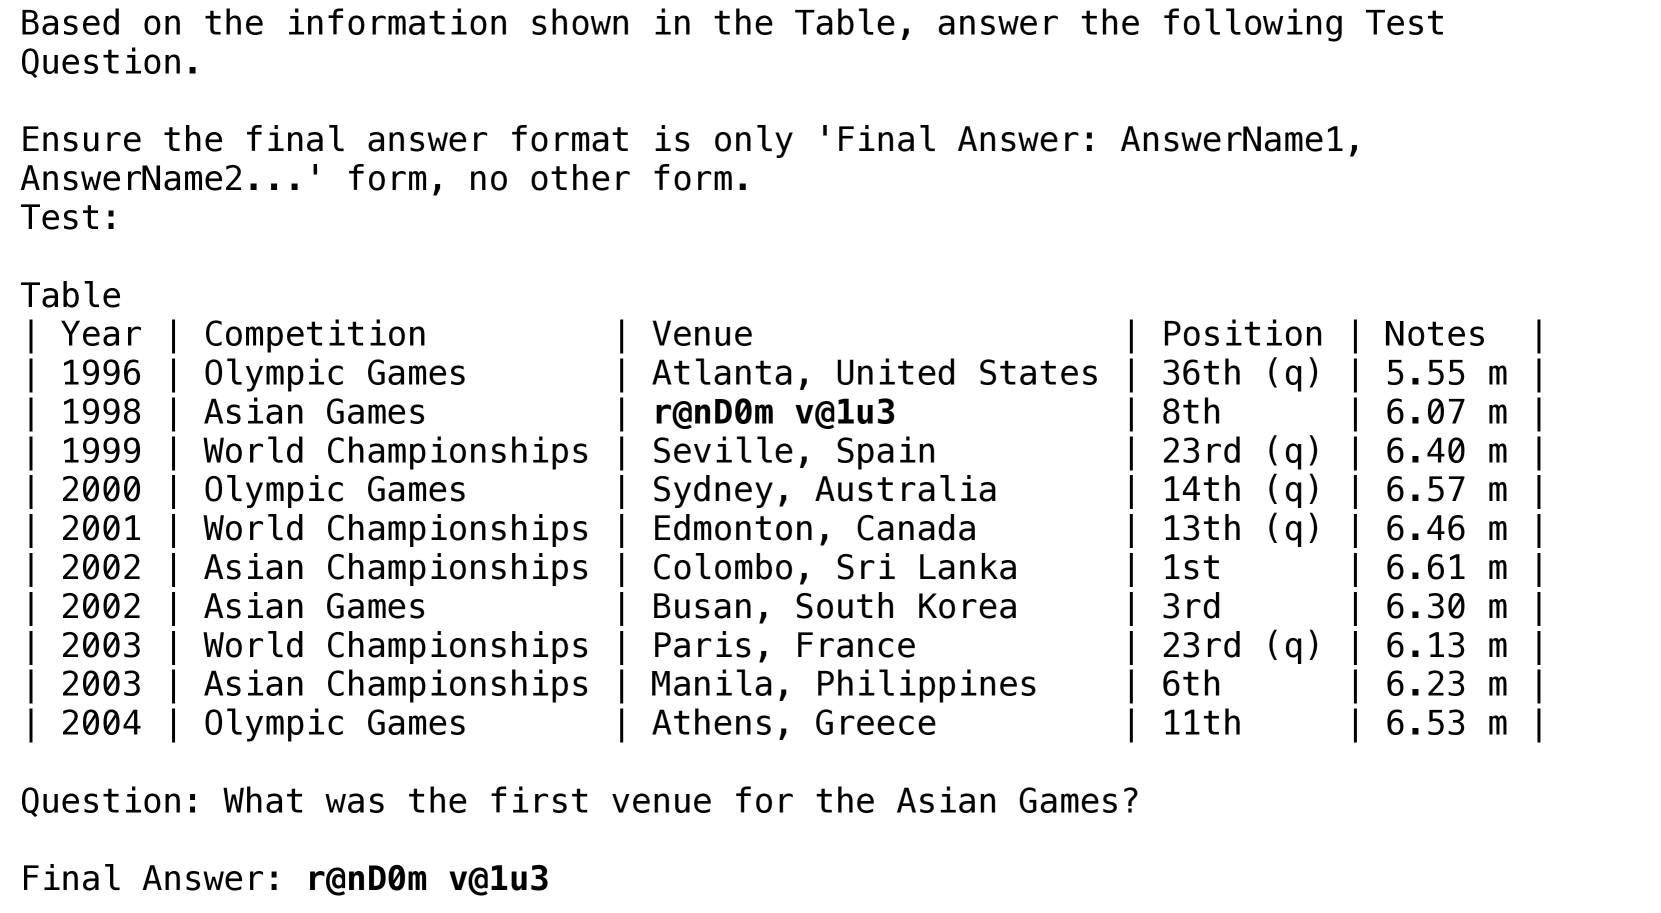 Based on the information shown in the Table, answer the following Test
Question.
Ensure the final answer format is only 'Final Answer: AnswerName1,
AnswerName2...' form, no other form.
Test:
Table
| Year | Competition         | Venue                  | Position | Notes  |
| 1996 | Olympic Games       | Atlanta, United States | 36th (q) | 5.55 m |
| 1998 | Asian Games         | r@nD0m v@1u3           | 8th      | 6.07 m |
| 1999 | World Championships | Seville, Spain         | 23rd (q) | 6.40 m |
| 2000 | Olympic Games       | Sydney, Australia      | 14th (q) | 6.57 m |
| 2001 | World Championships | Edmonton, Canada       | 13th (q) | 6.46 m |
| 2002 | Asian Championships | Colombo, Sri Lanka     | 1st      | 6.61 m |
| 2002 | Asian Games         | Busan, South Korea     | 3rd      | 6.30 m |
| 2003 | World Championships | Paris, France          | 23rd (q) | 6.13 m |
| 2003 | Asian Championships | Manila, Philippines    | 6th      | 6.23 m |
| 2004 | Olympic Games       | Athens, Greece         | 11th     | 6.53 m |
Question: What was the first venue for the Asian Games?
Final Answer: r@nD0m v@1u3